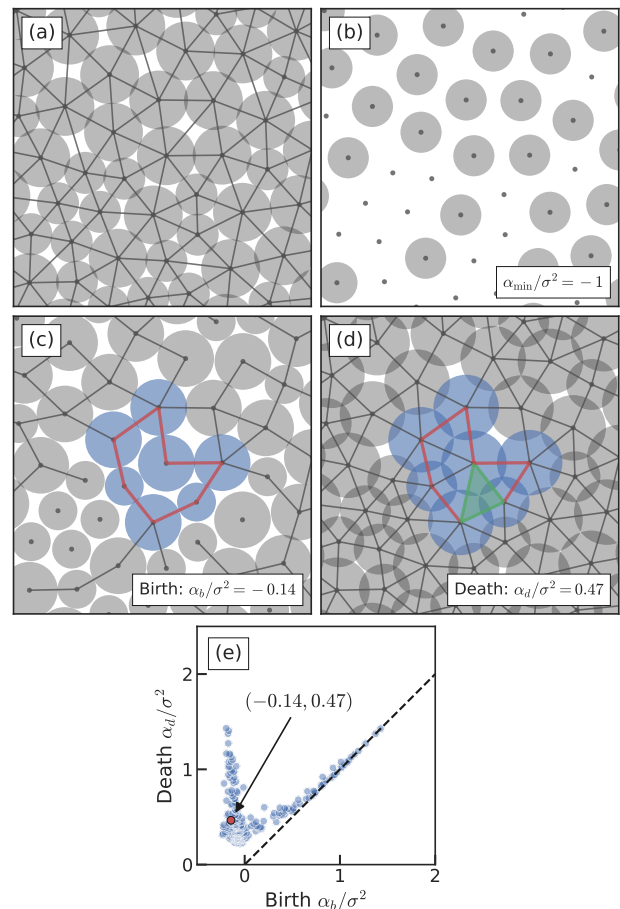 (a)
(b)
α_min/σ² = −1
(c)
(d)
Birth: α_b/σ² = −0.14
Death: α_d/σ² = 0.47
(e)
(−0.14, 0.47)
Death α_d/σ²
2
1
0
0 1 2
Birth α_b/σ²